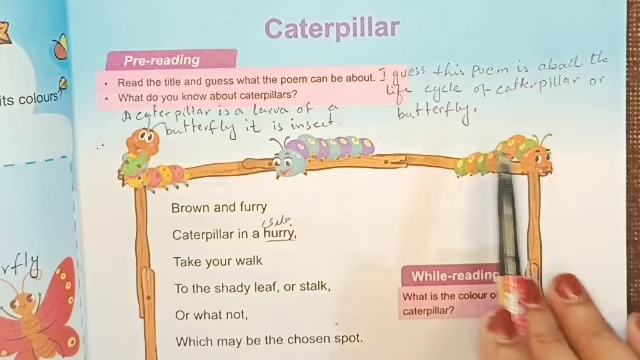 Caterpillar
Pre-reading
• Read the title and guess what the poem can be about.
• What do you know about caterpillars?
I guess this Poem is about the
life cycle of catterpillar or
butterfly.
A caterpillar is a larva of a
butterfly it is insect.
its colours?
Brown and furry
Caterpillar in a hurry,
Take your walk
To the shady leaf, or stalk,
Or what not,
Which may be the chosen spot.
While-reading
What is the colour
caterpillar?
rfly